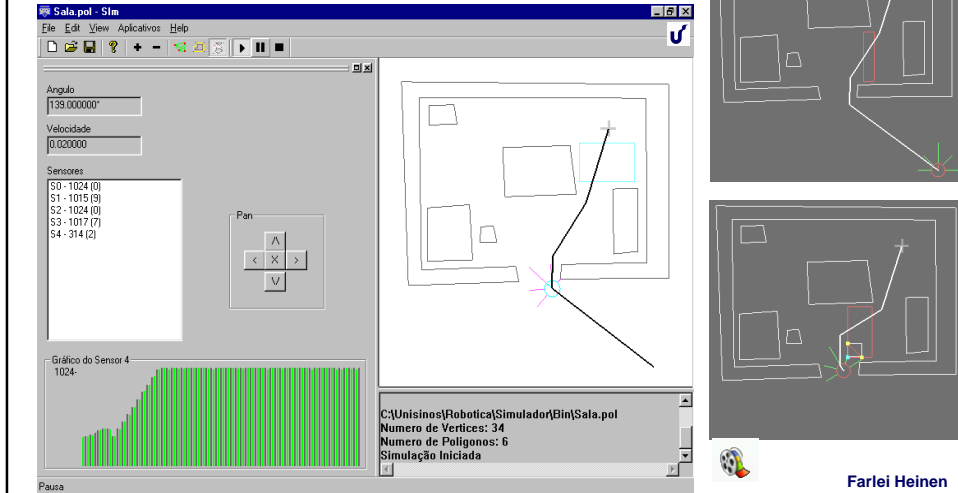 Sala.pol - SIm
File Edit View Aplicativos Help
Angulo
139.000000°
Velocidade
0.020000
Sensores
S0 - 1024 (0)
S1 - 1015 (9)
S2 - 1024 (0)
S3 - 1017 (7)
S4 - 314 (2)
Pan
/\
< X >
\/
Gráfico do Sensor 4
1024-
C:\Unisinos\Robotica\Simulador\Bin\Sala.pol
Numero de Vertices: 34
Numero de Poligonos: 6
Simulação Iniciada
Pausa
Farlei Heinen